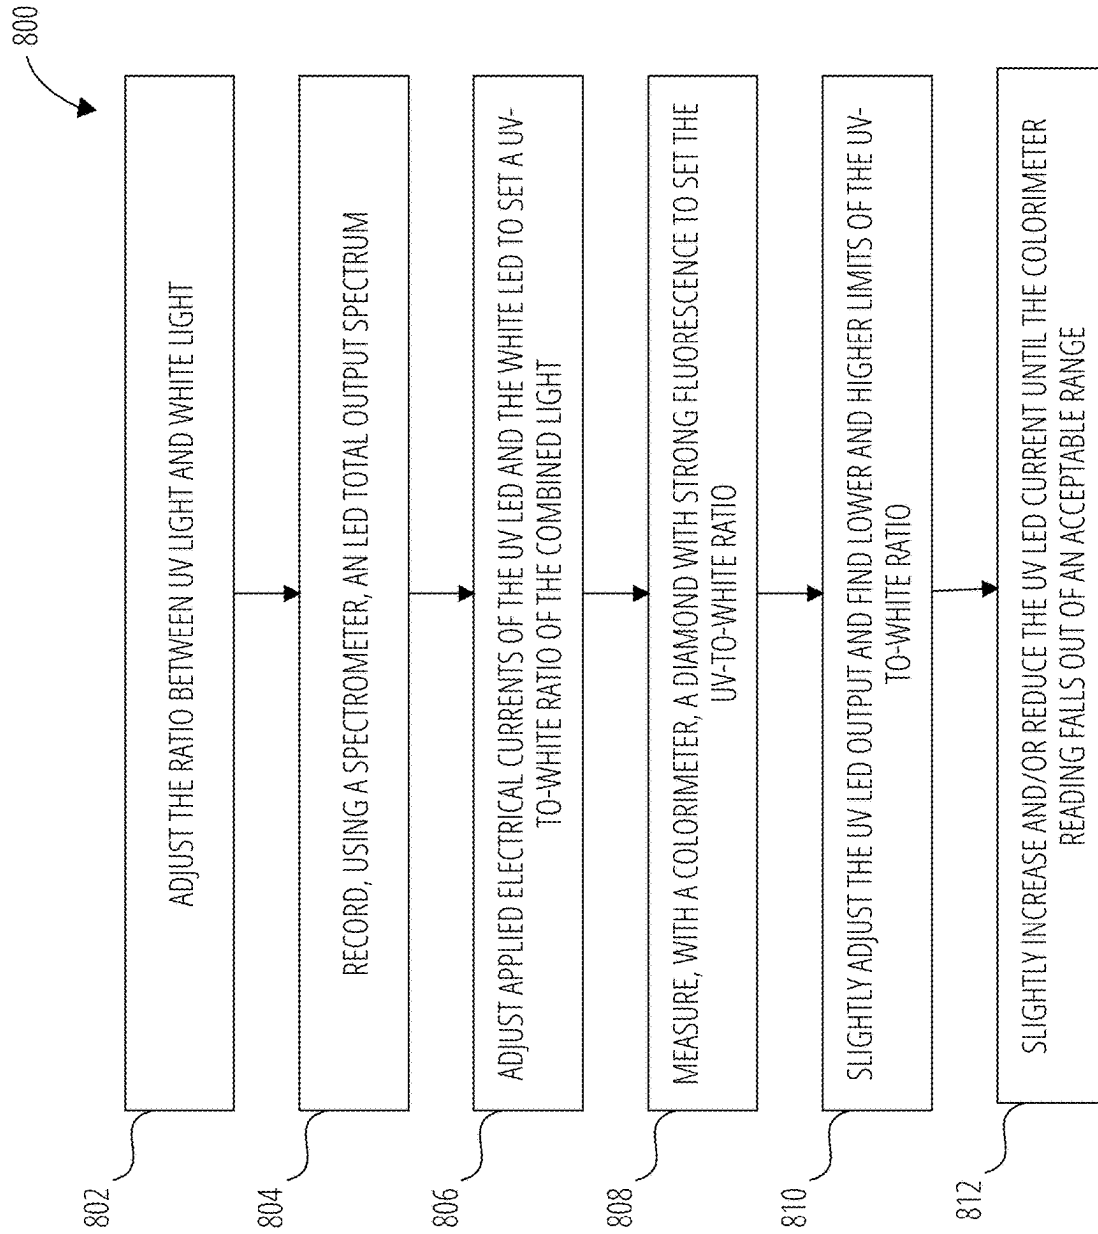 800
802
ADJUST THE RATIO BETWEEN UV LIGHT AND WHITE LIGHT
804
RECORD, USING A SPECTROMETER, AN LED TOTAL OUTPUT SPECTRUM
806
ADJUST APPLIED ELECTRICAL CURRENTS OF THE UV LED AND THE WHITE LED TO SET A UV-
TO-WHITE RATIO OF THE COMBINED LIGHT
808
MEASURE, WITH A COLORIMETER, A DIAMOND WITH STRONG FLUORESCENCE TO SET THE
UV-TO-WHITE RATIO
810
SLIGHTLY ADJUST THE UV LED OUTPUT AND FIND LOWER AND HIGHER LIMITS OF THE UV-
TO-WHITE RATIO
812
SLIGHTLY INCREASE AND/OR REDUCE THE UV LED CURRENT UNTIL THE COLORIMETER
READING FALLS OUT OF AN ACCEPTABLE RANGE